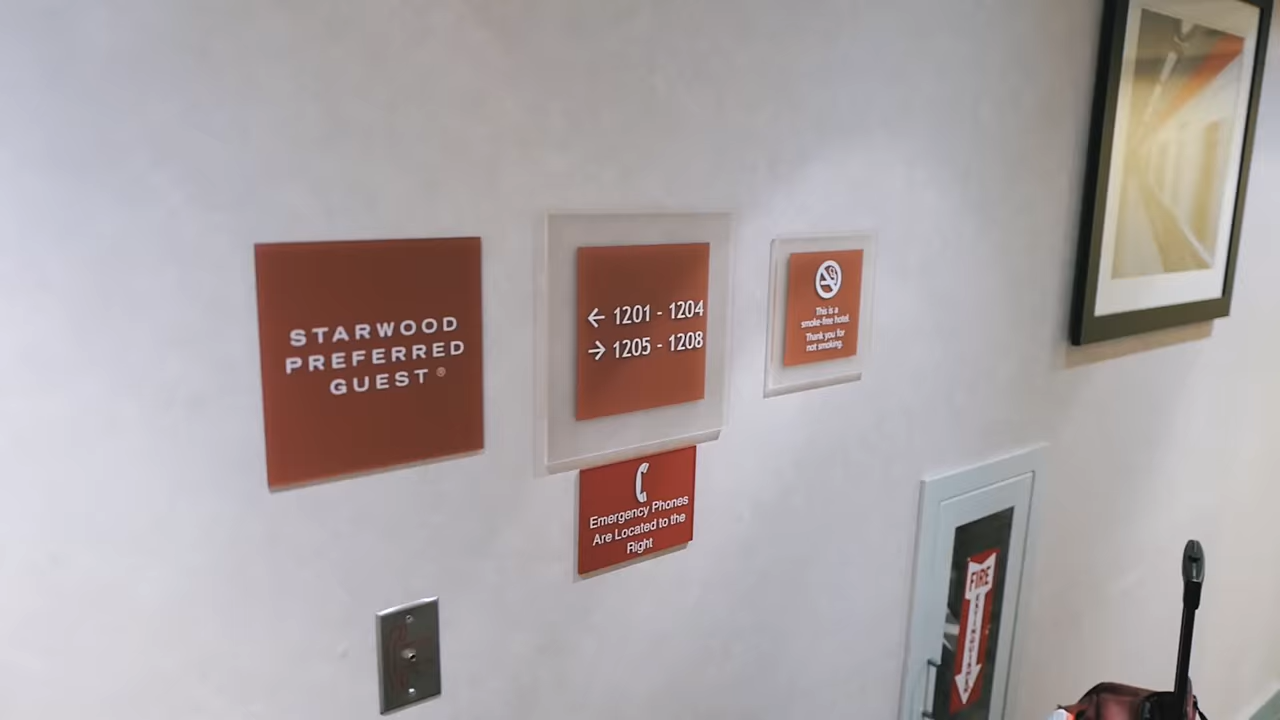 STARWOOD
PREFERRED
GUEST®
← 1201 - 1204
→ 1205 - 1208
This is a
smoke-free hotel.
Thank you for
not smoking.
Emergency Phones
Are Located to the
Right
FIRE
EXTINGUISHER